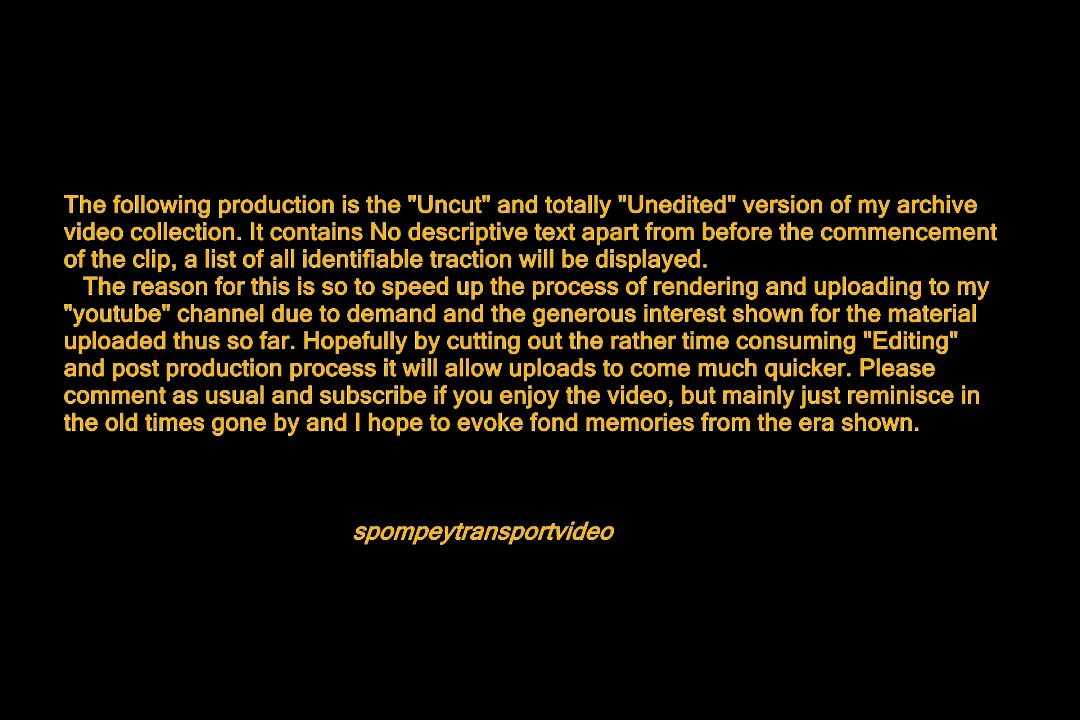 The following production is the "Uncut" and totally "Unedited" version of my archive
video collection. It contains No descriptive text apart from before the commencement
of the clip, a list of all identifiable traction will be displayed.
The reason for this is so to speed up the process of rendering and uploading to my
"youtube" channel due to demand and the generous interest shown for the material
uploaded thus so far. Hopefully by cutting out the rather time consuming "Editing"
and post production process it will allow uploads to come much quicker. Please
comment as usual and subscribe if you enjoy the video, but mainly just reminisce in
the old times gone by and I hope to evoke fond memories from the era shown.
spompeytransportvideo